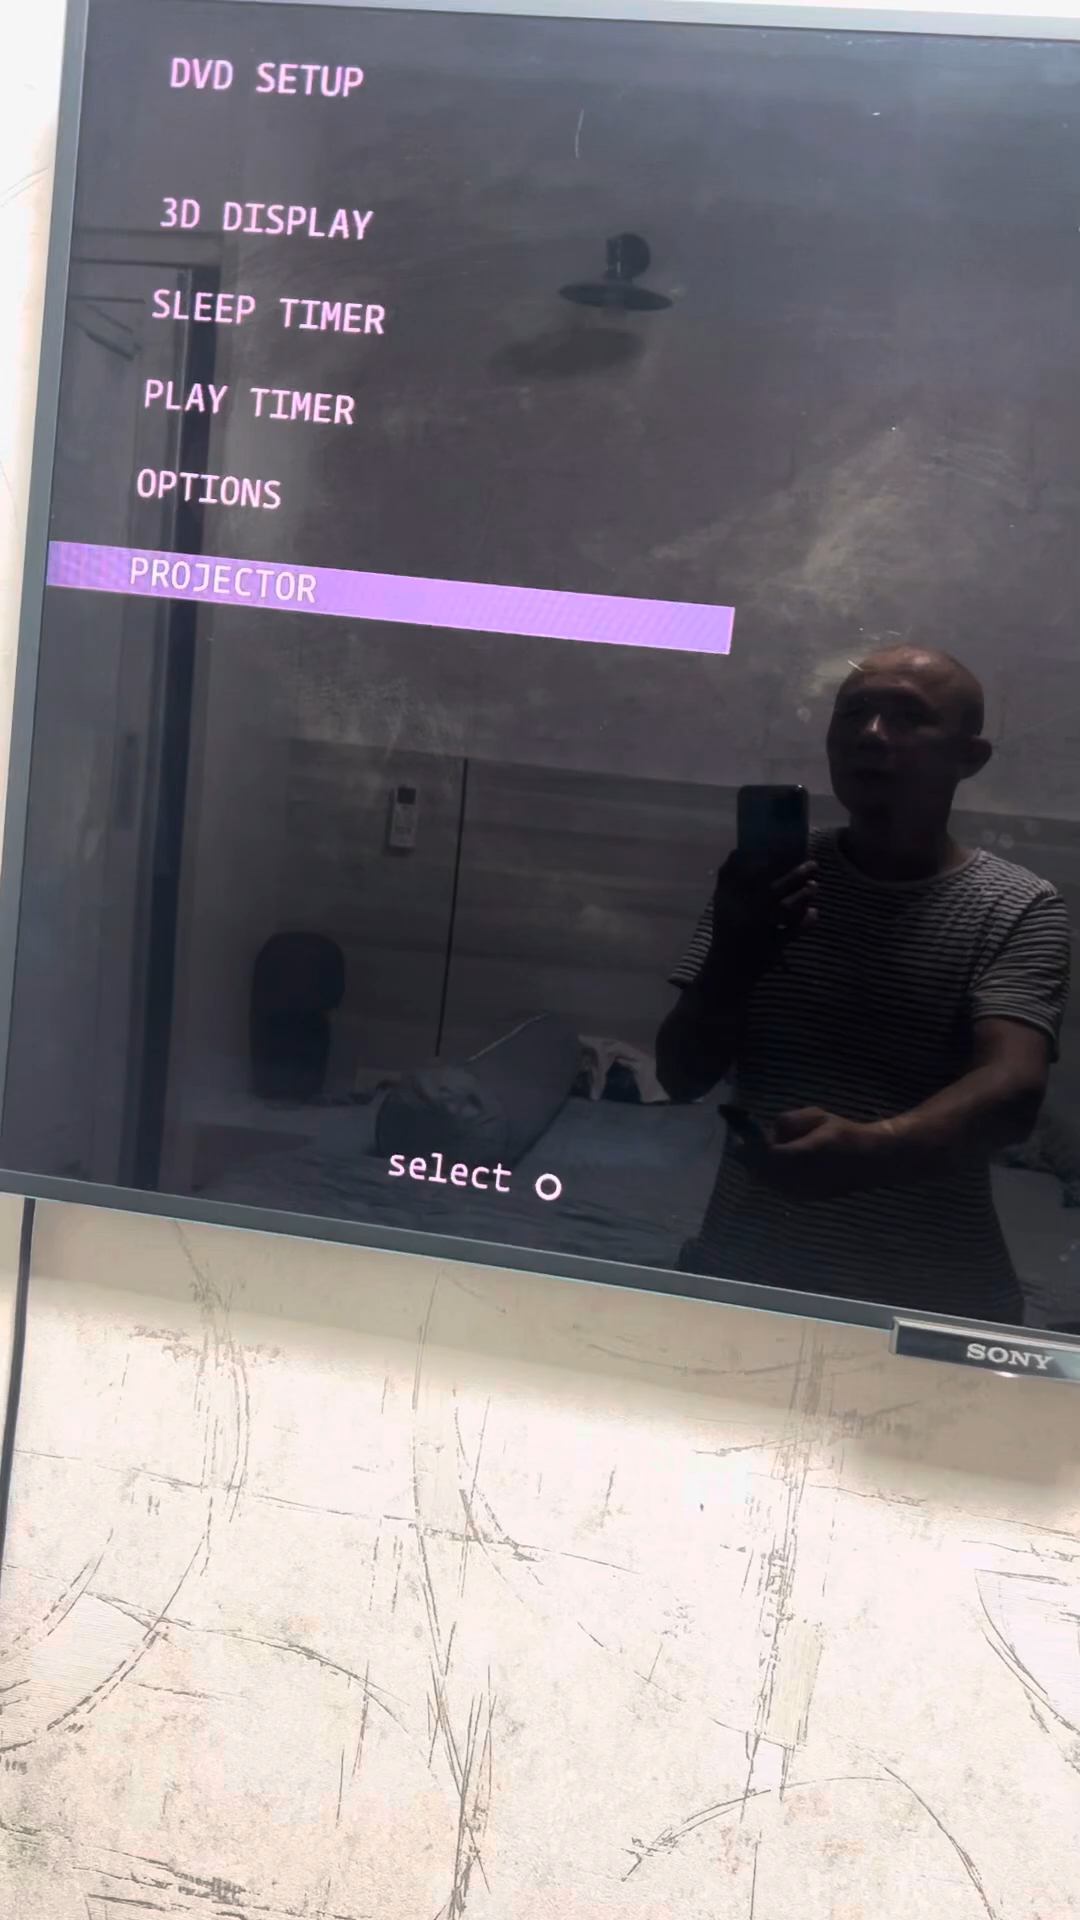 DVD SETUP
3D DISPLAY
SLEEP TIMER
PLAY TIMER
OPTIONS
PROJECTOR
select
SONY